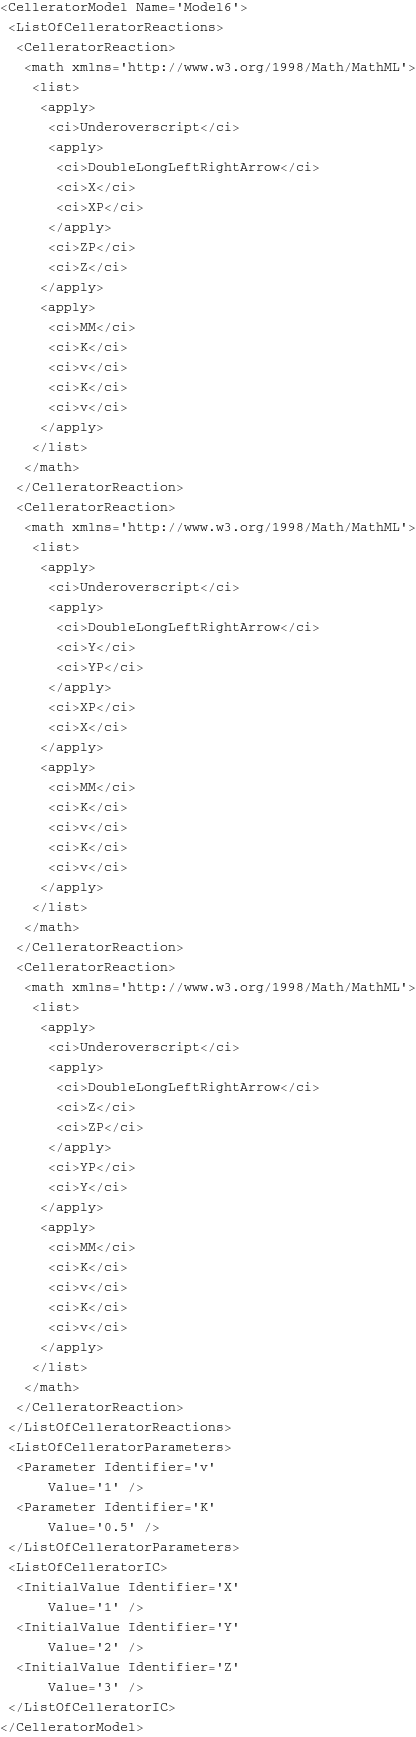 <CelleratorModel Name='Model6'>
<ListOfCelleratorReactions>
<CelleratorReaction>
<math xmlns='http://www.w3.org/1998/Math/MathML'>
<list>
<apply>
<ci>Underoverscript</ci>
<apply>
<ci>DoubleLongLeftRightArrow</ci>
<ci>X</ci>
<ci>XP</ci>
</apply>
<ci>ZP</ci>
<ci>Z</ci>
</apply>
<apply>
<ci>MM</ci>
<ci>K</ci>
<ci>v</ci>
<ci>K</ci>
<ci>v</ci>
</apply>
</list>
</math>
</CelleratorReaction>
<CelleratorReaction>
<math xmlns='http://www.w3.org/1998/Math/MathML'>
<list>
<apply>
<ci>Underoverscript</ci>
<apply>
<ci>DoubleLongLeftRightArrow</ci>
<ci>Y</ci>
<ci>YP</ci>
</apply>
<ci>XP</ci>
<ci>X</ci>
</apply>
<apply>
<ci>MM</ci>
<ci>K</ci>
<ci>v</ci>
<ci>K</ci>
<ci>v</ci>
</apply>
</list>
</math>
</CelleratorReaction>
<CelleratorReaction>
<math xmlns='http://www.w3.org/1998/Math/MathML'>
<list>
<apply>
<ci>Underoverscript</ci>
<apply>
<ci>DoubleLongLeftRightArrow</ci>
<ci>Z</ci>
<ci>ZP</ci>
</apply>
<ci>YP</ci>
<ci>Y</ci>
</apply>
<apply>
<ci>MM</ci>
<ci>K</ci>
<ci>v</ci>
<ci>K</ci>
<ci>v</ci>
</apply>
</list>
</math>
</CelleratorReaction>
</ListOfCelleratorReactions>
<ListOfCelleratorParameters>
<Parameter Identifier='v'
Value='1' />
<Parameter Identifier='K'
Value='0.5' />
</ListOfCelleratorParameters>
<ListOfCelleratorIC>
<InitialValue Identifier='X'
Value='1' />
<InitialValue Identifier='Y'
Value='2' />
<InitialValue Identifier='Z'
Value='3' />
</ListOfCelleratorIC>
</CelleratorModel>